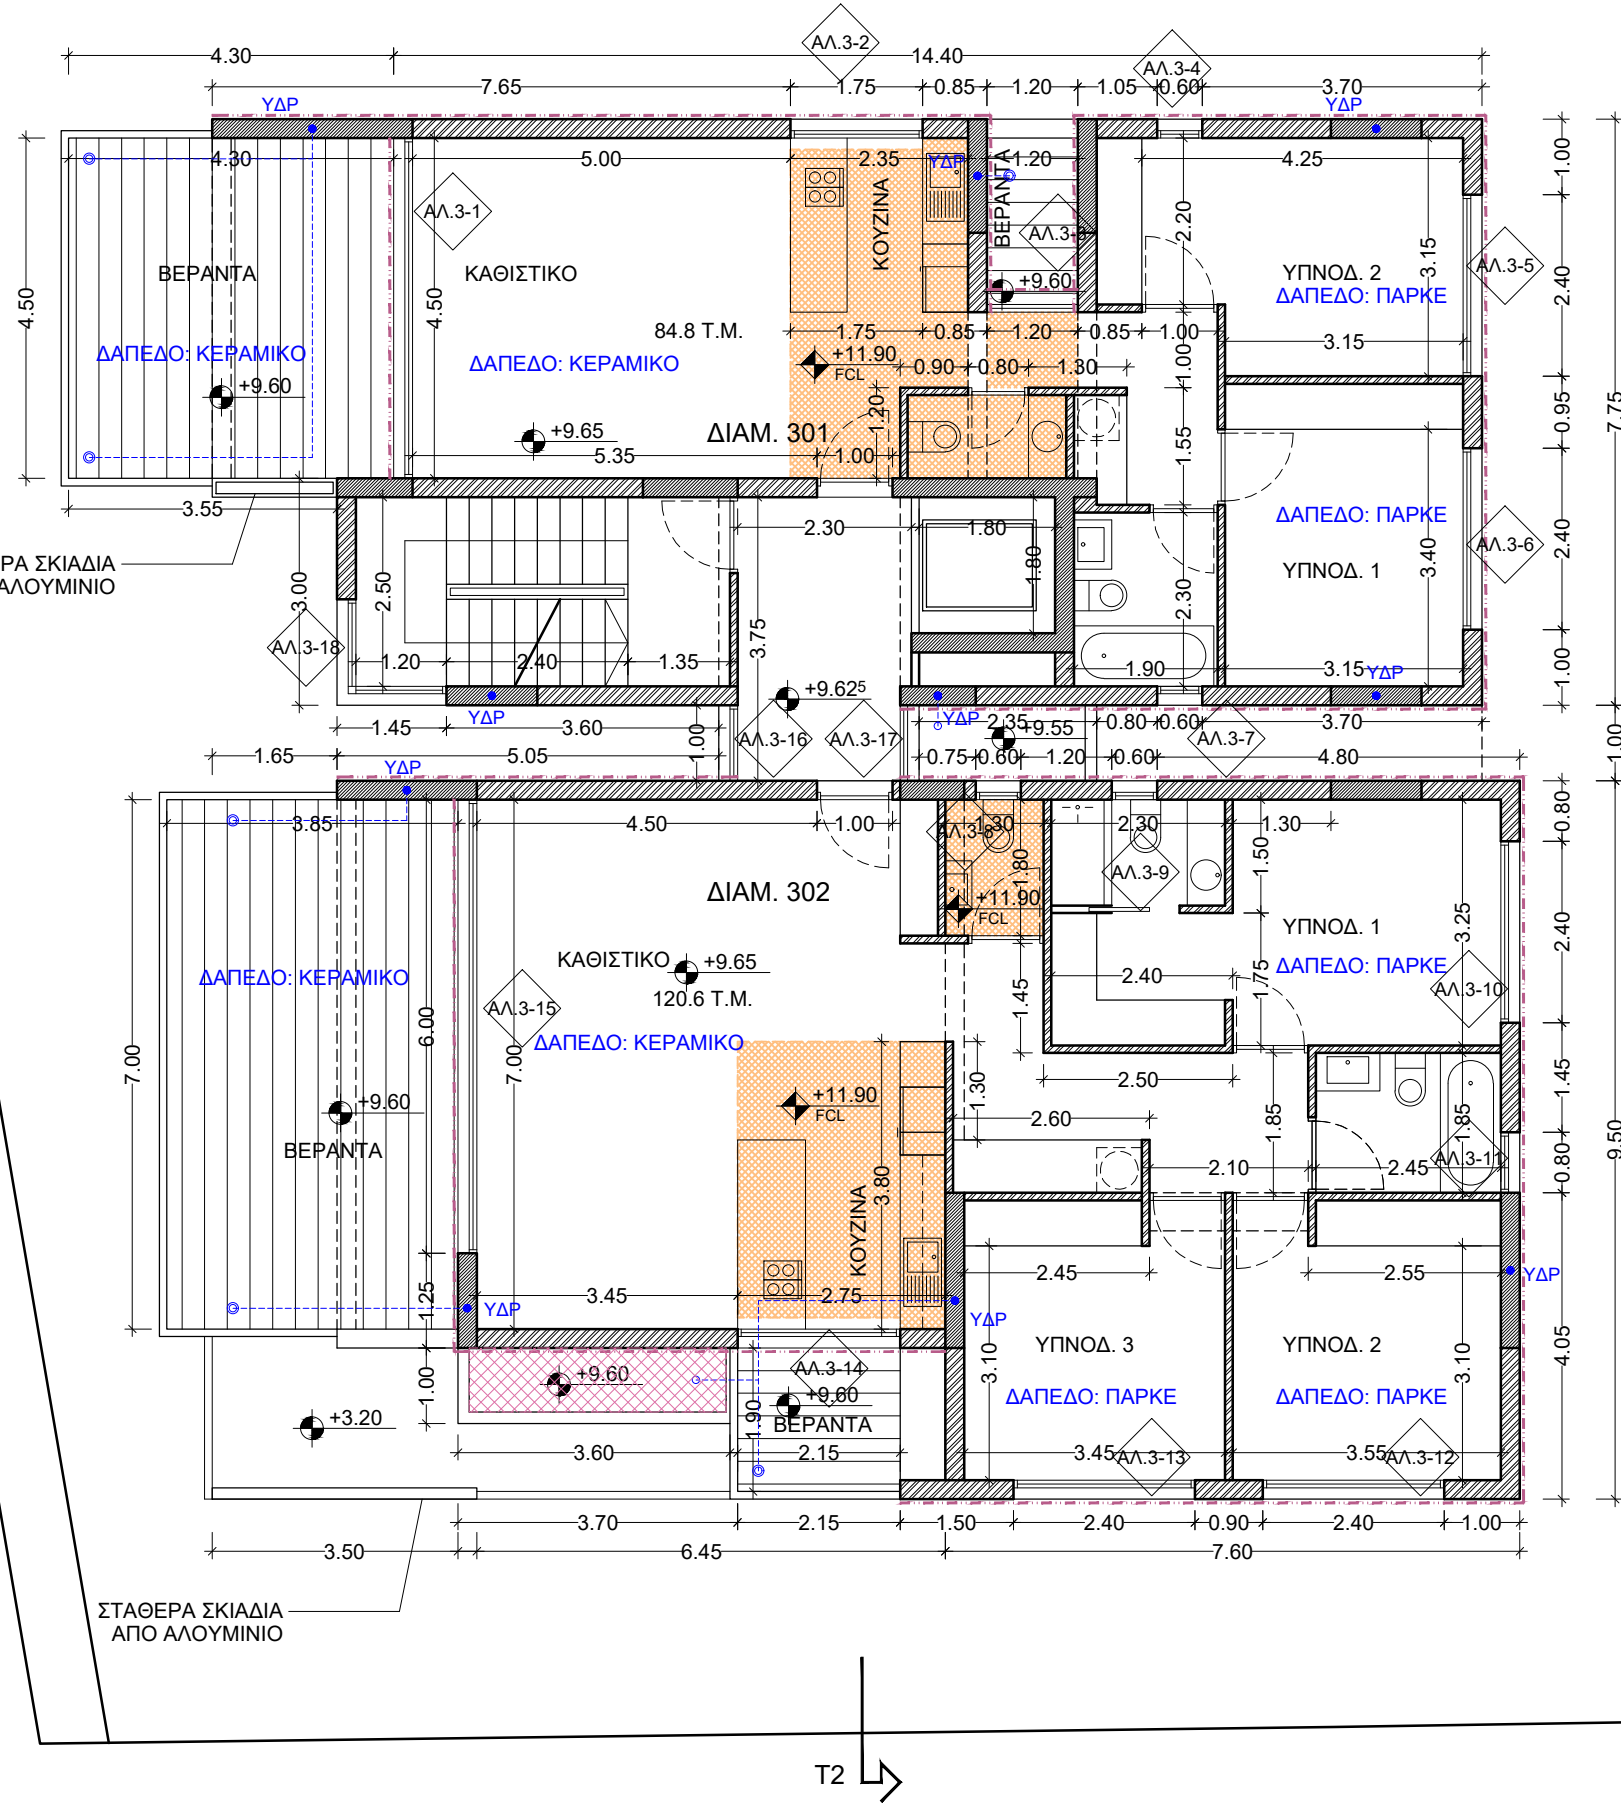 ΑΛ.3-2
4.30
14.40
ΑΛ.3-4
7.65
1.75
0.85
1.20
1.05
0.60
3.70
ΥΔΡ
ΥΔΡ
4.30
5.00
2.35
ΥΔΡ
1.20
4.25
1.00
ΑΛ.3-1
ΚΟΥΖΙΝΑ
ΒΕΡΑΝΤΑ
ΑΛ.3-3
2.20
3.15
ΒΕΡΑΝΤΑ
ΚΑΘΙΣΤΙΚΟ
+9.60
ΥΠΝΟΔ. 2
ΔΑΠΕΔΟ: ΠΑΡΚΕ
ΑΛ.3-5
2.40
4.50
4.50
84.8 Τ.Μ.
1.75
0.85
1.20
0.85
1.00
3.15
ΔΑΠΕΔΟ: ΚΕΡΑΜΙΚΟ
ΔΑΠΕΔΟ: ΚΕΡΑΜΙΚΟ
+11.90
FCL
0.90
0.80
1.30
1.00
+9.60
1.20
0.95
7.75
+9.65
ΔΙΑΜ. 301
1.55
5.35
1.00
3.55
2.30
1.80
ΔΑΠΕΔΟ: ΠΑΡΚΕ
ΑΛ.3-6
2.40
ΡΑ ΣΚΙΑΔΙΑ
ΑΛΟΥΜΙΝΙΟ
3.00
2.50
1.80
2.30
3.40
ΥΠΝΟΔ. 1
ΑΛ.3-18
1.20
2.40
1.35
3.75
1.90
3.15
1.00
ΥΔΡ
+9.62⁵
ΥΔΡ
ΥΔΡ
1.45
3.60
2.35
0.80
0.60
3.70
1.00
ΑΛ.3-16
ΑΛ.3-17
+9.55
ΑΛ.3-7
1.00
1.65
5.05
0.75
0.60
1.20
0.60
4.80
ΥΔΡ
3.85
4.50
1.00
ΑΛ.3-8
1.30
2.30
1.30
0.80
1.80
1.50
ΑΛ.3-9
ΔΙΑΜ. 302
+11.90
FCL
ΥΠΝΟΔ. 1
3.25
2.40
ΚΑΘΙΣΤΙΚΟ
+9.65
ΔΑΠΕΔΟ: ΚΕΡΑΜΙΚΟ
120.6 Τ.Μ.
2.40
1.75
ΔΑΠΕΔΟ: ΠΑΡΚΕ
ΑΛ.3-10
ΑΛ.3-15
1.45
6.00
ΔΑΠΕΔΟ: ΚΕΡΑΜΙΚΟ
7.00
7.00
2.50
1.45
+9.60
+11.90
FCL
1.30
2.60
1.85
1.85
ΒΕΡΑΝΤΑ
9.50
3.80
2.10
2.45
ΑΛ.3-11
0.80
ΚΟΥΖΙΝΑ
2.45
2.55
ΥΔΡ
1.25
ΥΔΡ
3.45
2.75
ΥΔΡ
ΥΠΝΟΔ. 3
ΥΠΝΟΔ. 2
4.05
3.10
3.10
1.00
+9.60
ΑΛ.3-14
+9.60
ΔΑΠΕΔΟ: ΠΑΡΚΕ
ΔΑΠΕΔΟ: ΠΑΡΚΕ
+3.20
1.90
ΒΕΡΑΝΤΑ
3.60
2.15
3.45
ΑΛ.3-13
3.55
ΑΛ.3-12
3.70
2.15
1.50
2.40
0.90
2.40
1.00
3.50
6.45
7.60
ΣΤΑΘΕΡΑ ΣΚΙΑΔΙΑ
ΑΠΟ ΑΛΟΥΜΙΝΙΟ
Τ2